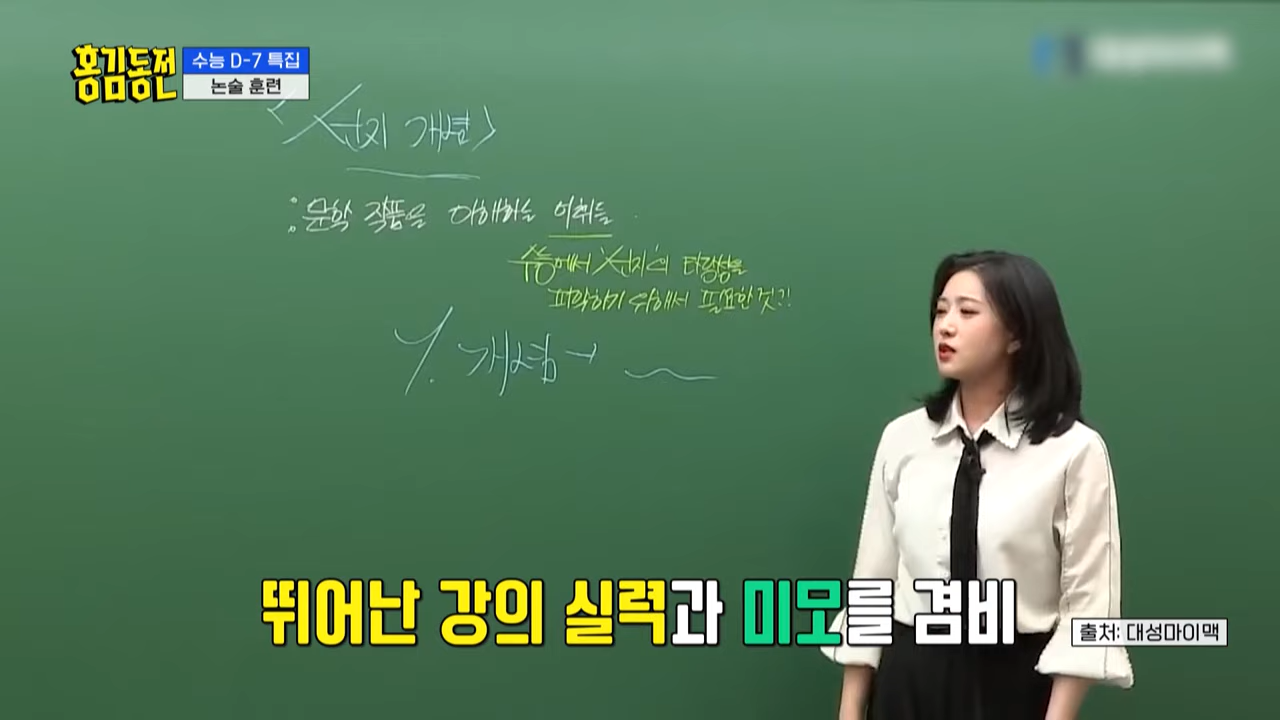 홍김동전
수능 D-7 특집
논술 훈련
<선지 개념>
: 문학 작품을 이해하는 어휘들.
수능에서 '선지'의 타당성을
파악하기 위해서 필요한 것?!
1. 개념→
뛰어난 강의 실력과 미모를 겸비
출처: 대성마이맥